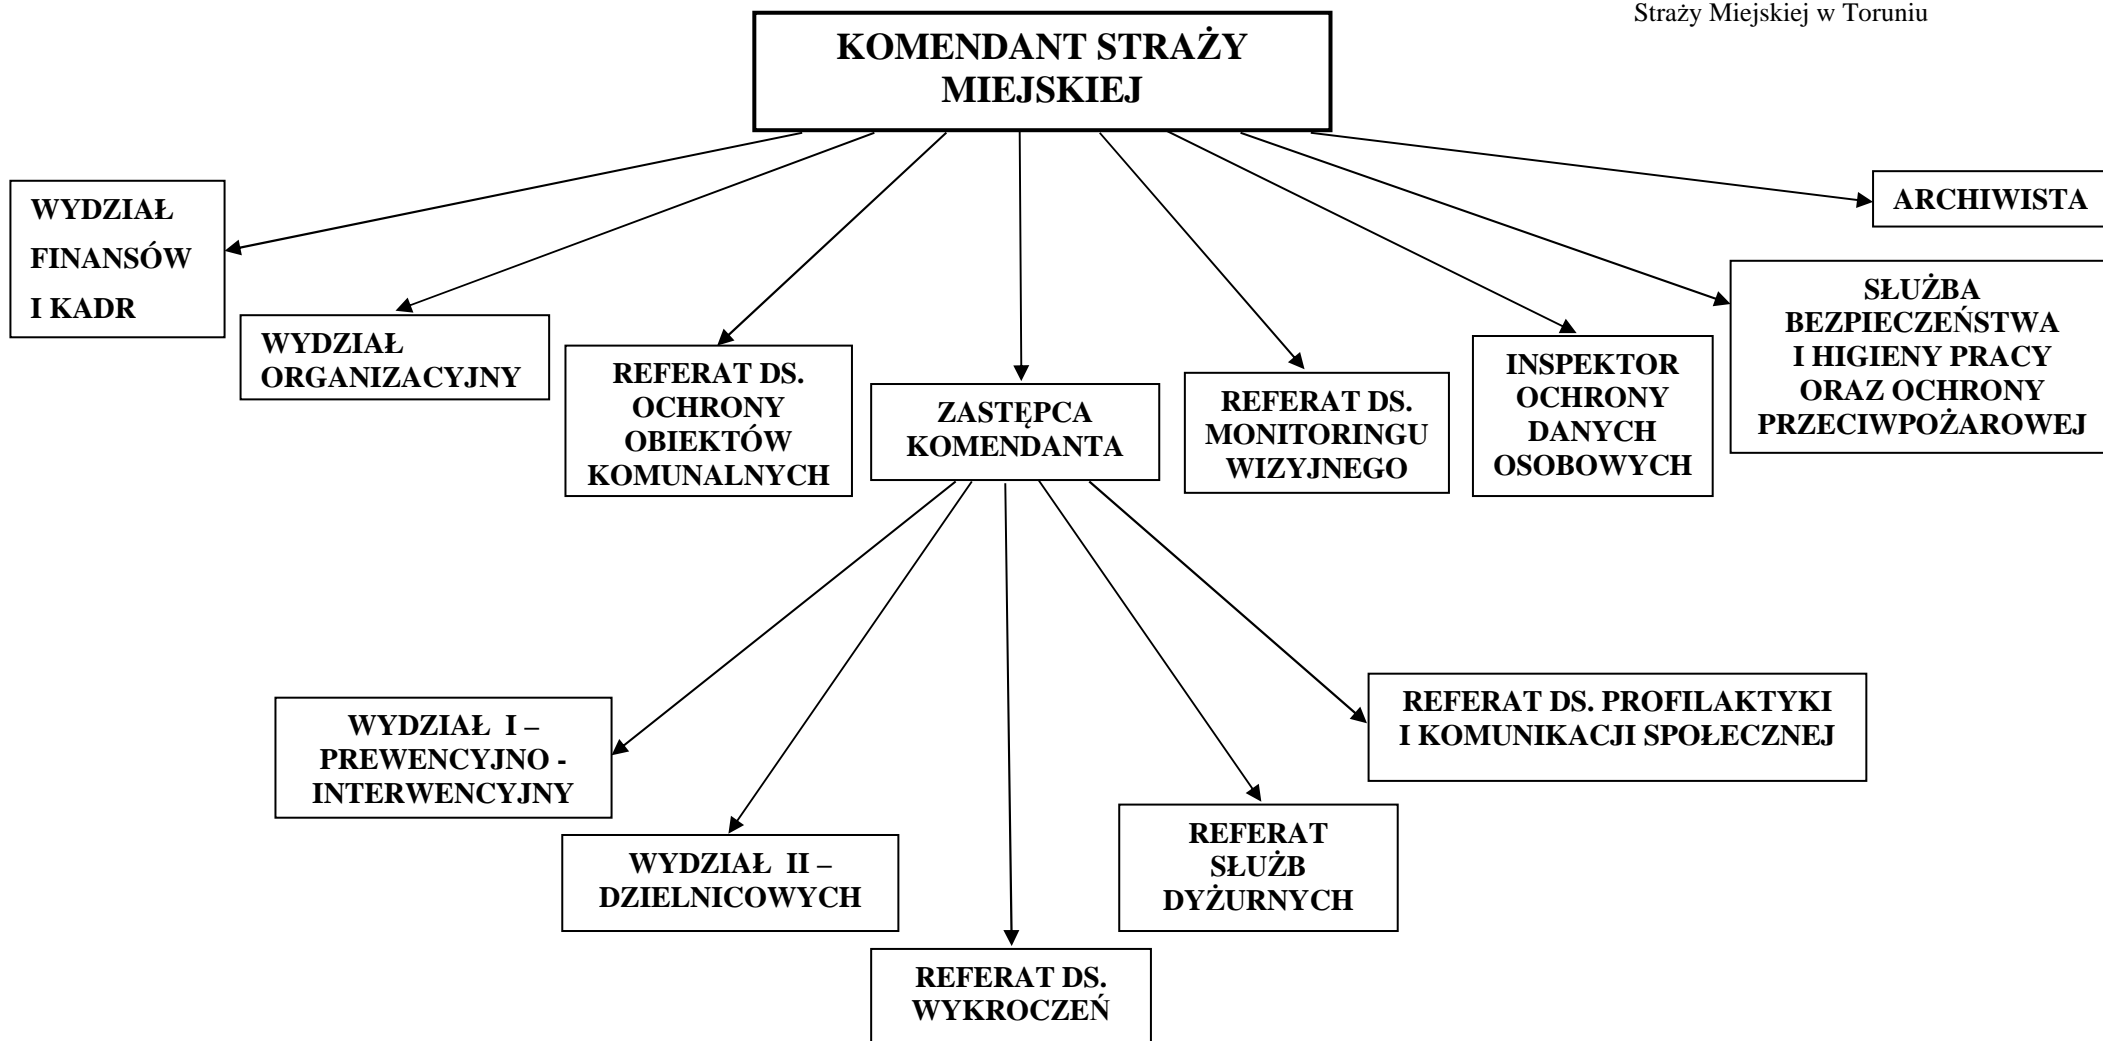 Straży Miejskiej w Toruniu
KOMENDANT STRAŻY
MIEJSKIEJ
WYDZIAŁ
FINANSÓW
I KADR
WYDZIAŁ
ORGANIZACYJNY
REFERAT DS.
OCHRONY
OBIEKTÓW
KOMUNALNYCH
ZASTĘPCA
KOMENDANTA
REFERAT DS.
MONITORINGU
WIZYJNEGO
INSPEKTOR
OCHRONY
DANYCH
OSOBOWYCH
SŁUŻBA
BEZPIECZEŃSTWA
I HIGIENY PRACY
ORAZ OCHRONY
PRZECIWPOŻAROWEJ
ARCHIWISTA
WYDZIAŁ I –
PREWENCYJNO -
INTERWENCYJNY
WYDZIAŁ II –
DZIELNICOWYCH
REFERAT DS.
WYKROCZEŃ
REFERAT
SŁUŻB
DYŻURNYCH
REFERAT DS. PROFILAKTYKI
I KOMUNIKACJI SPOŁECZNEJ